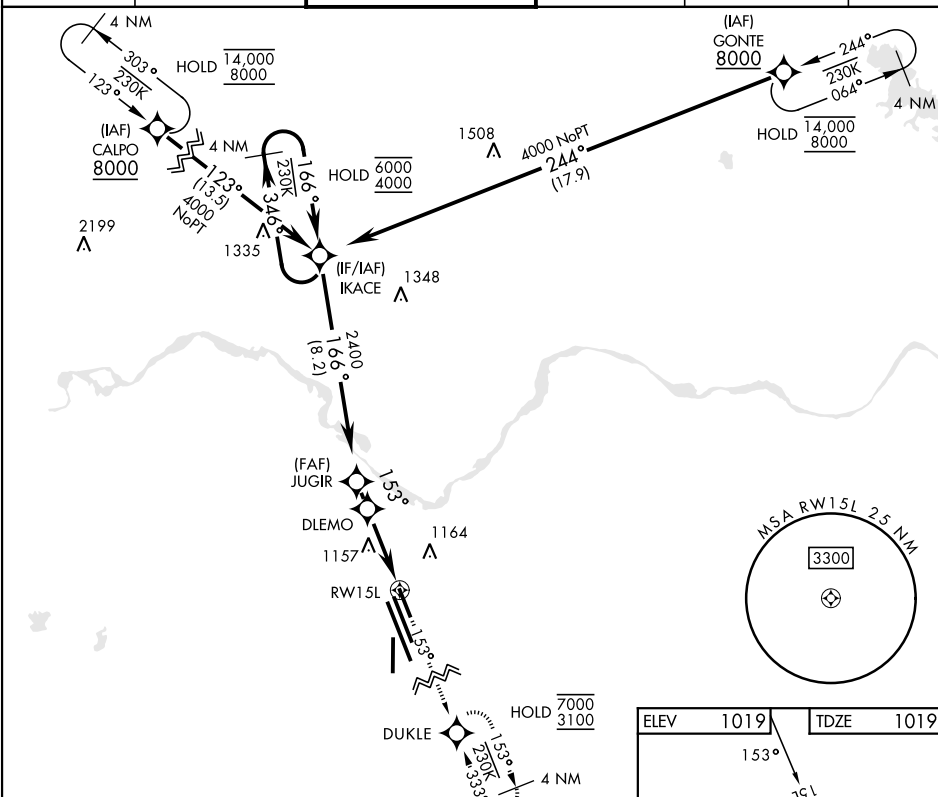 4 NM
303°
230K
123°
HOLD 14,000
8000
(IAF)
CALPO
8000
(IAF)
GONTE
8000
244°
230K
064°
4 NM
HOLD 14,000
8000
1508
4000 NoPT
244°
(17.9)
4 NM
HOLD 6000
4000
166°
230K
346°
123°
(13.5)
4000
NoPT
2199
1335
(IF/IAF)
IKACE
1348
2400
166°
(8.2)
(FAF)
JUGIR
153°
DLEMO
1157
1164
RW15L
153°
MSA RW15L 25 NM
3300
DUKLE
HOLD 7000
3100
153°
230K
333°
4 NM
ELEV 1019
TDZE 1019
153°
15L